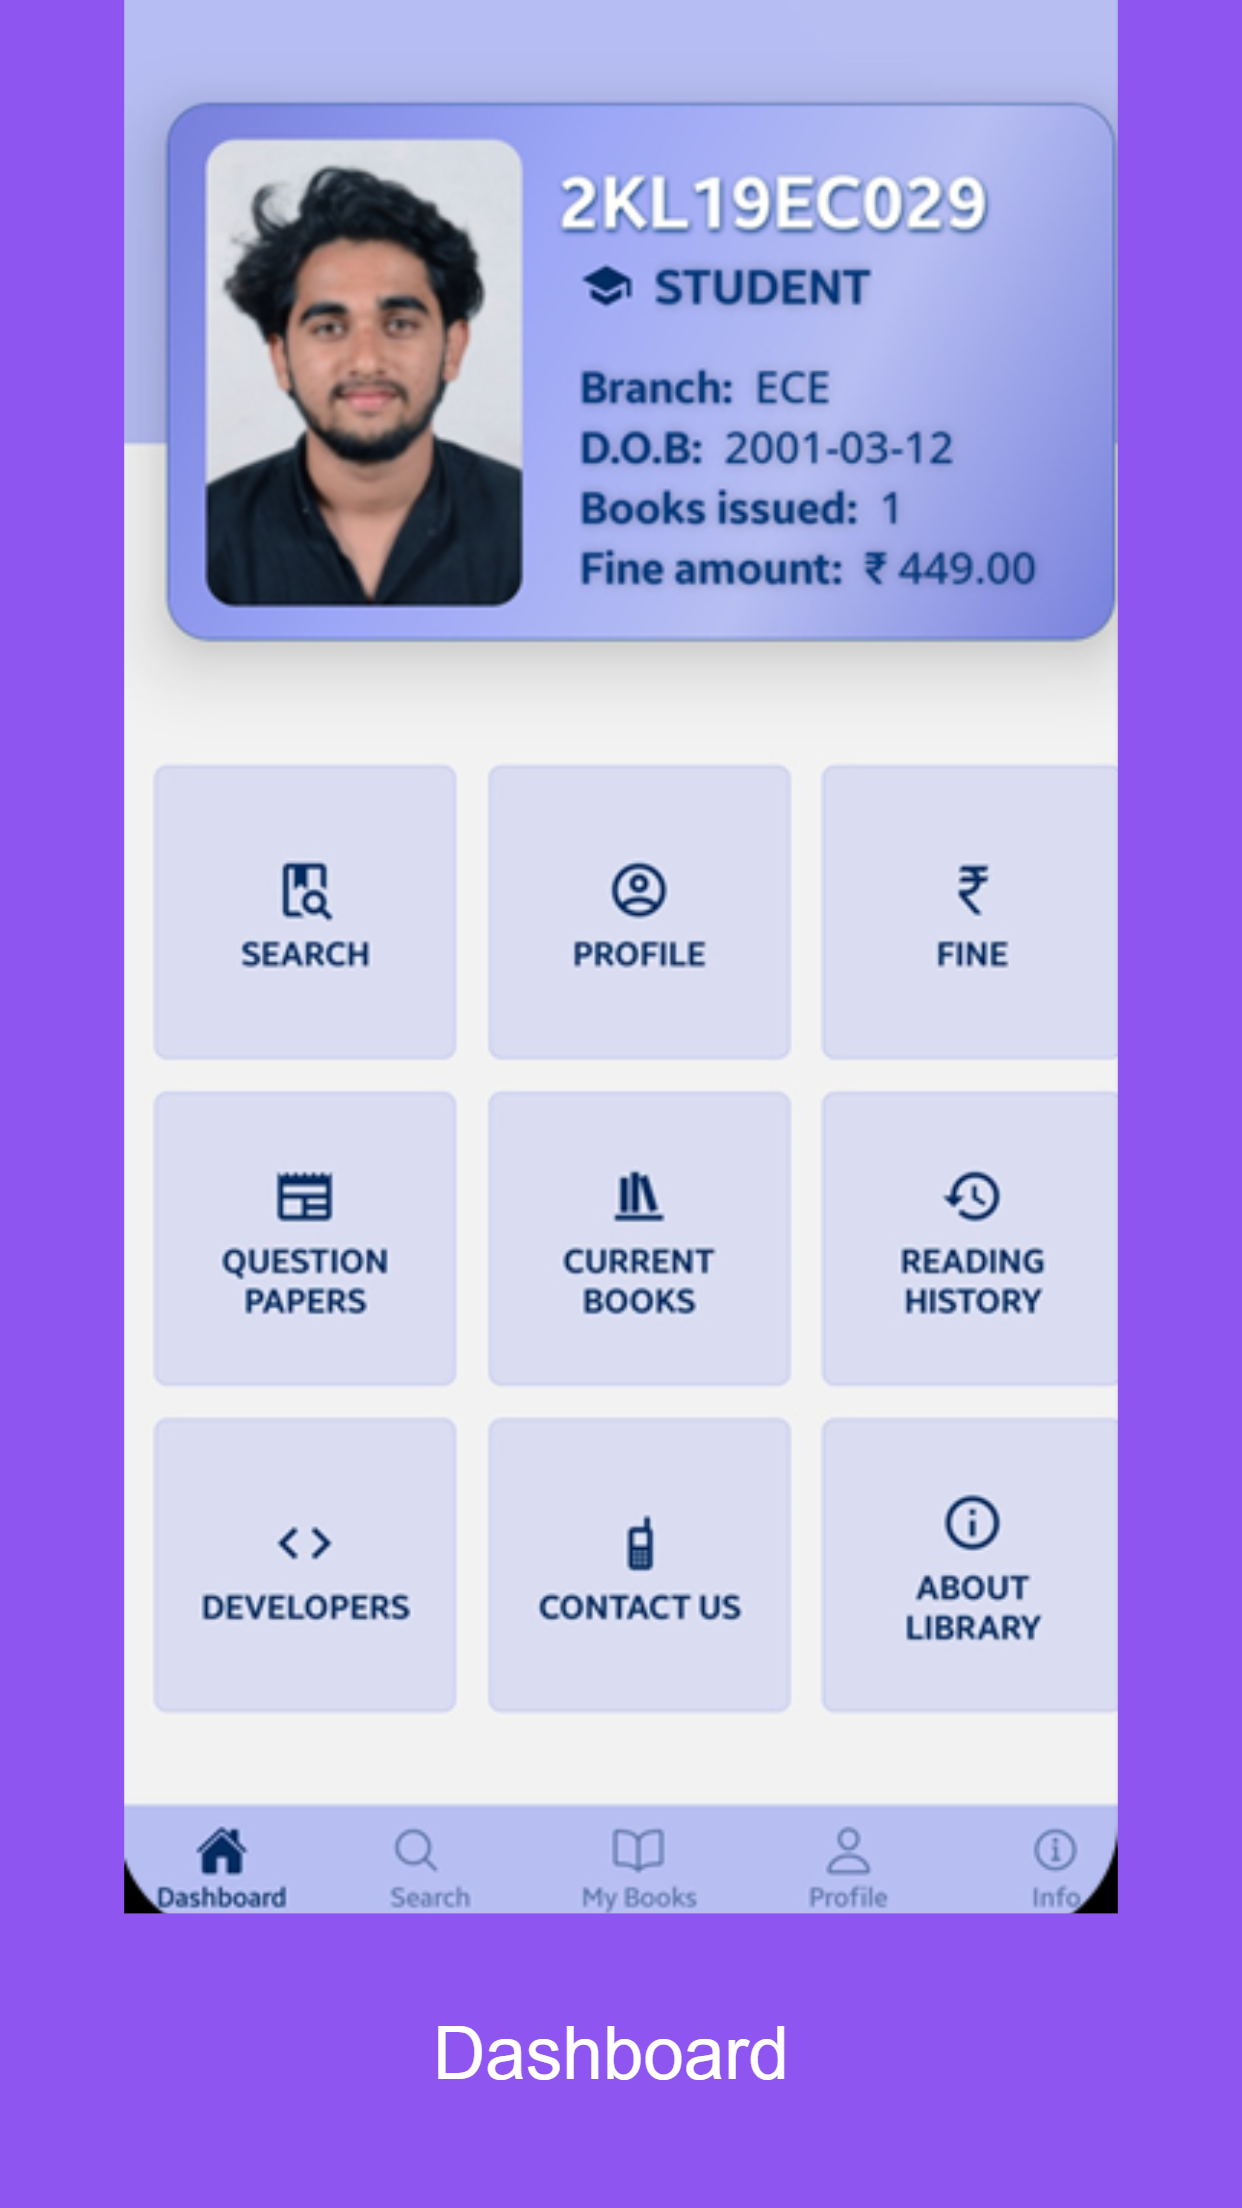 2KL19EC029
STUDENT
Branch: ECE
D.O.B: 2001-03-12
Books issued: 1
Fine amount: ₹ 449.00
SEARCH
PROFILE
₹
FINE
QUESTION
PAPERS
CURRENT
BOOKS
READING
HISTORY
DEVELOPERS
CONTACT US
ABOUT
LIBRARY
Dashboard
Search
My Books
Profile
Info
Dashboard